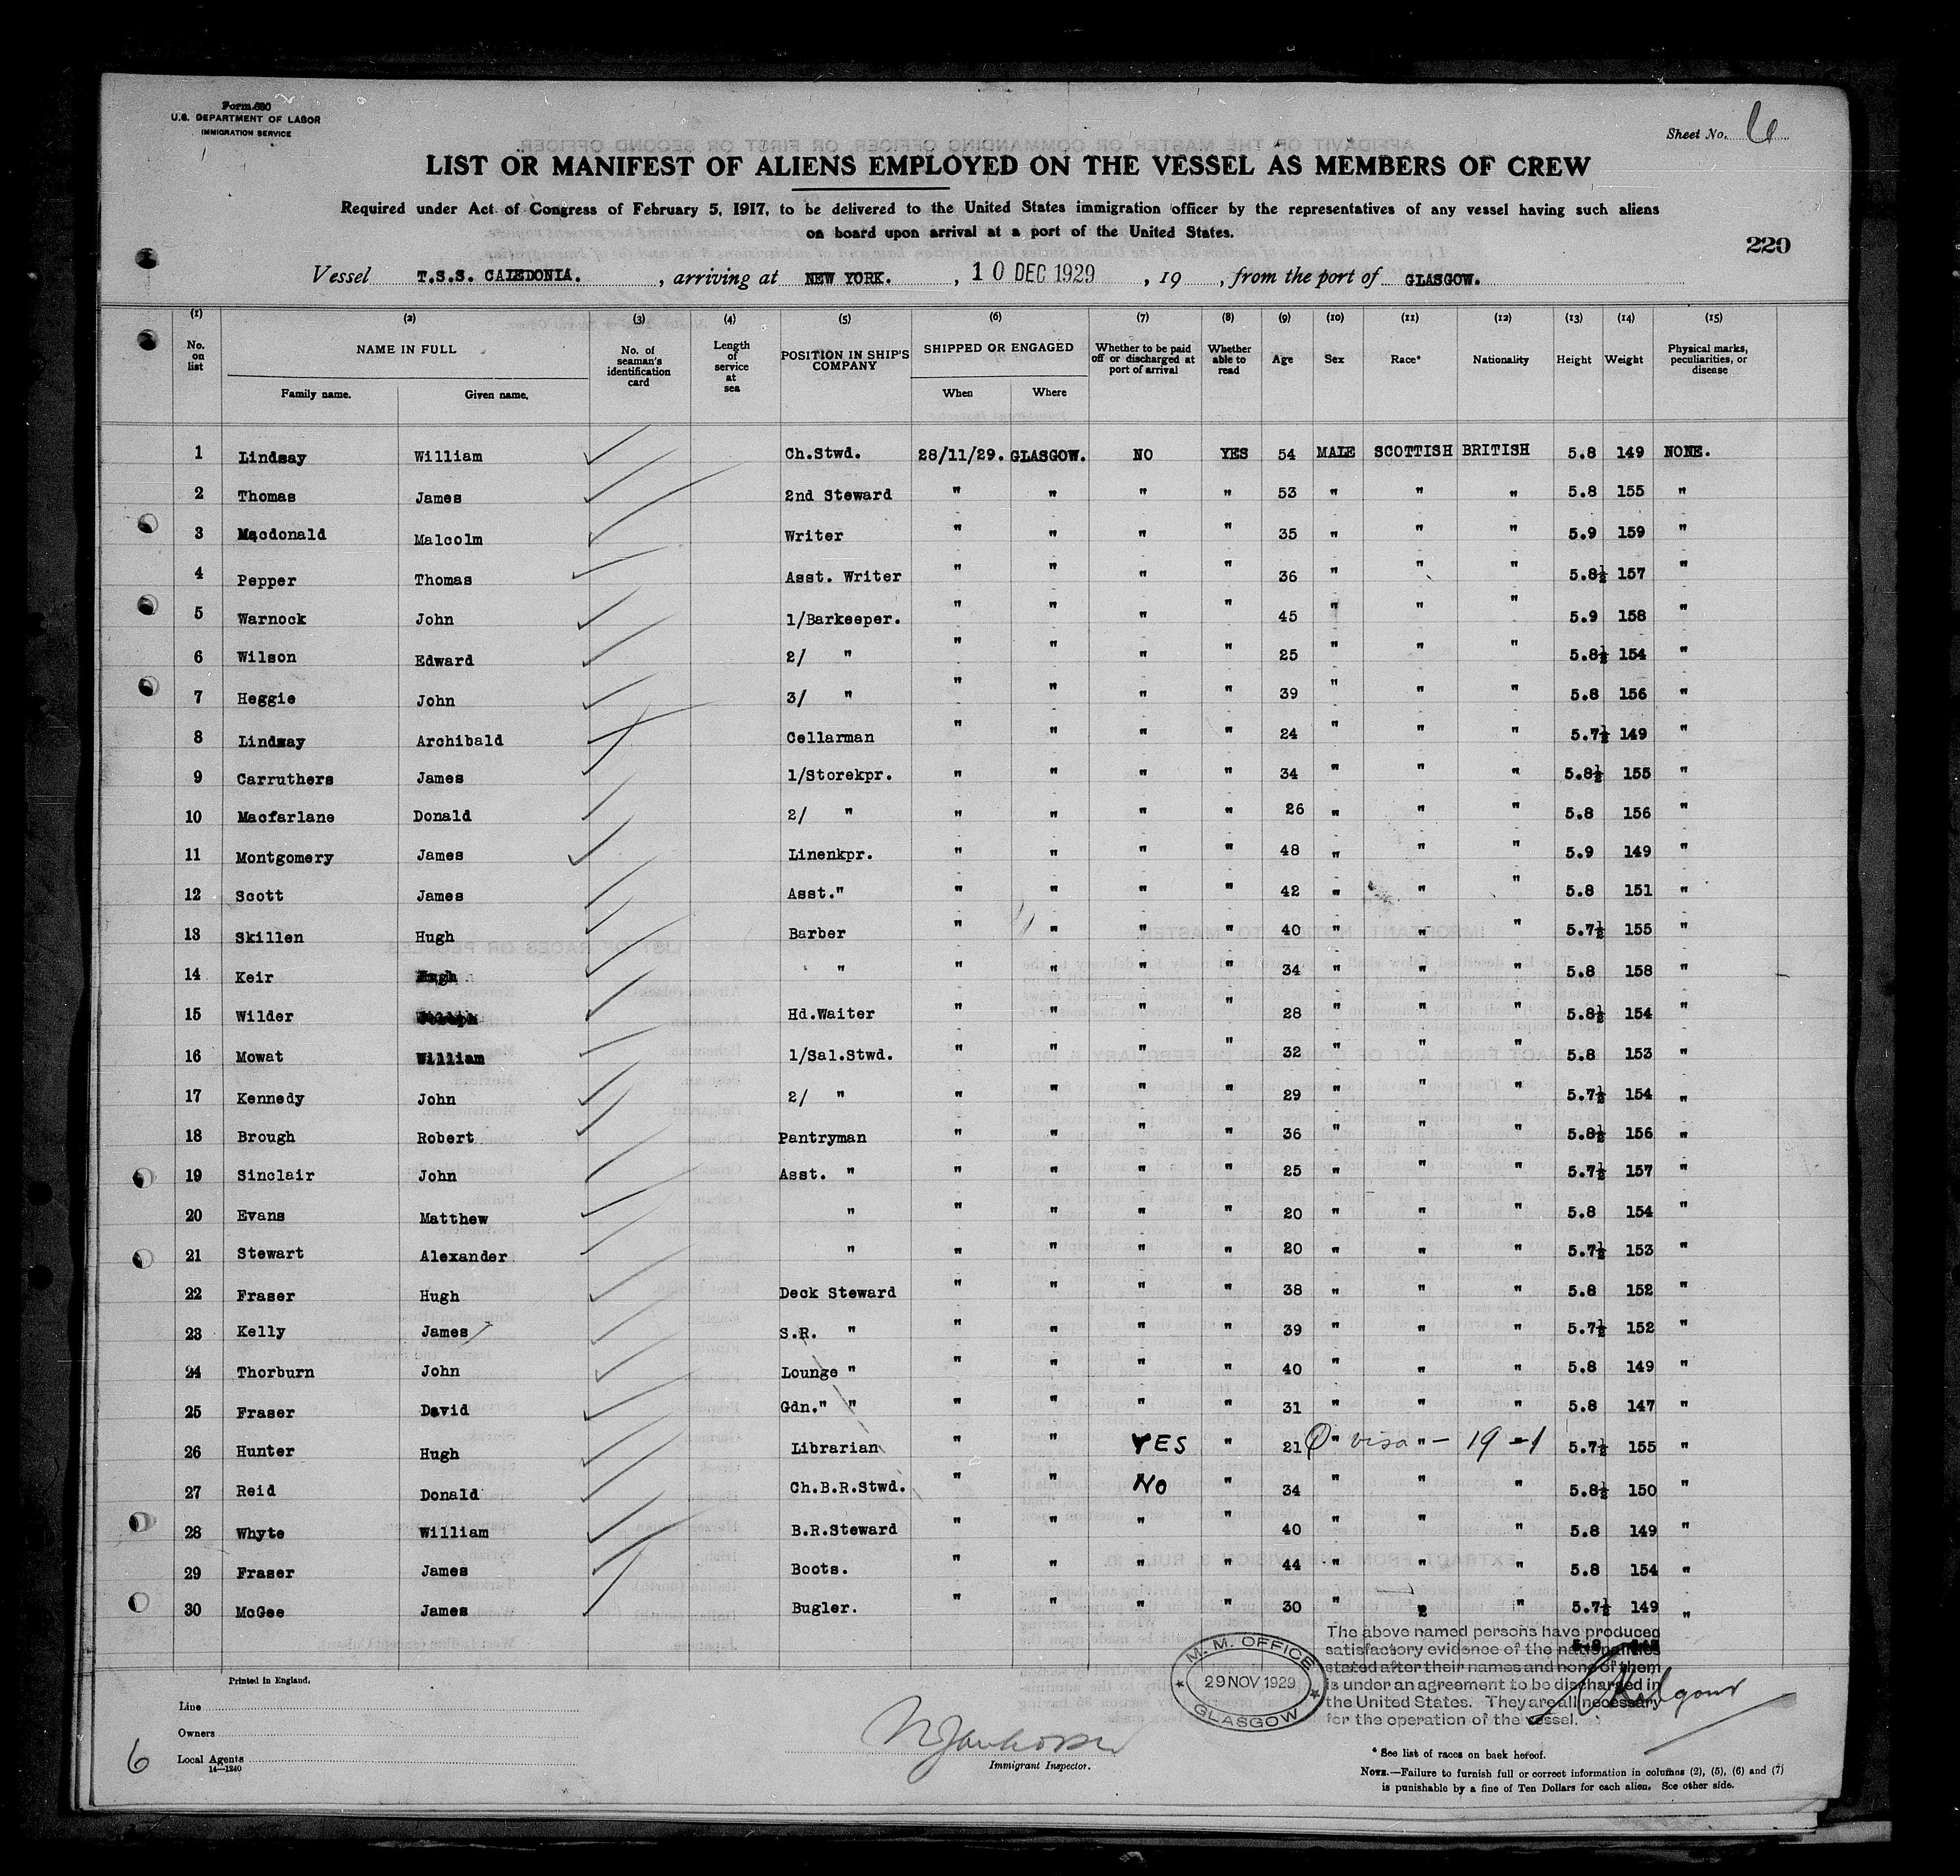 Form 680
U.S. DEPARTMENT OF LABOR
IMMIGRATION SERVICE
Sheet No. 6
LIST OR MANIFEST OF ALIENS EMPLOYED ON THE VESSEL AS MEMBERS OF CREW
Required under Act of Congress of February 5, 1917, to be delivered to the United States immigration officer by the representatives of any vessel having such aliens
on board upon arrival at a port of the United States.
220
Vessel T.S.S. CALEDONIA. , arriving at NEW YORK. , 10 DEC 1929 , 19 , from the port of GLASGOW.
(1) (2) (3) (4) (5) (6) (7) (8) (9) (10) (11) (12) (13) (14) (15)
No. on list NAME IN FULL Family name. Given name. No. of seaman's identification card Length of service at sea POSITION IN SHIP'S COMPANY SHIPPED OR ENGAGED When Where Whether to be paid off or discharged at port of arrival Whether able to read Age Sex Race* Nationality Height Weight Physical marks, peculiarities, or disease
1 Lindsay William Ch.Stwd. 28/11/29. GLASGOW. NO YES 54 MALE SCOTTISH BRITISH 5.8 149 NONE.
2 Thomas James 2nd Steward " " " " 53 " " " 5.8 155 "
3 Macdonald Malcolm Writer " " " " 35 " " " 5.9 159 "
4 Pepper Thomas Asst. Writer " " " " 36 " " " 5.8½ 157 "
5 Warnock John 1/Barkeeper. " " " " 45 " " " 5.9 158 "
6 Wilson Edward 2/ " " " " " 25 " " " 5.8½ 154 "
7 Heggie John 3/ " " " " " 39 " " " 5.8 156 "
8 Lindsay Archibald Cellarman " " " " 24 " " " 5.7½ 149 "
9 Carruthers James 1/Storekpr. " " " " 34 " " " 5.8½ 155 "
10 Macfarlane Donald 2/ " " " " " 26 " " " 5.8 156 "
11 Montgomery James Linenkpr. " " " " 48 " " " 5.9 149 "
12 Scott James Asst." " " " " 42 " " " 5.8 151 "
13 Skillen Hugh Barber " " " " 40 " " " 5.7½ 155 "
14 Keir Hugh " " " " " 34 " " " 5.8 158 "
15 Wilder Joseph Hd.Waiter " " " " 28 " " " 5.8½ 154 "
16 Mowat William 1/Sal.Stwd. " " " " 32 " " " 5.8 153 "
17 Kennedy John 2/ " " " " " 29 " " " 5.7½ 154 "
18 Brough Robert Pantryman " " " " 36 " " " 5.8½ 156 "
19 Sinclair John Asst. " " " " " 25 " " " 5.7½ 157 "
20 Evans Matthew " " " " " 20 " " " 5.8 154 "
21 Stewart Alexander " " " " " 20 " " " 5.7½ 153 "
22 Fraser Hugh Deck Steward " " " " 38 " " " 5.8 152 "
23 Kelly James S.R. " " " " " 39 " " " 5.7½ 152 "
24 Thorburn John Lounge " " " " " 40 " " " 5.8 149 "
25 Fraser David Gdn." " " " " " 31 " " " 5.8 147 "
26 Hunter Hugh Librarian " " YES " 21 " visa " - 19 - 1 5.7½ 155 "
27 Reid Donald Ch.B.R.Stwd. " " NO " 34 " " " 5.8½ 150 "
28 Whyte William B.R.Steward " " " " 40 " " " 5.8 149 "
29 Fraser James Boots. " " " " 44 " " " 5.8 154 "
30 McGee James Bugler. " " " " 30 " " " 5.7½ 149 "
The above named persons have produced
satisfactory evidence of the nationalities
stated after their names and none of them
is under an agreement to be discharged in
the United States. They are all necessary
for the operation of the vessel.
M. M. OFFICE
29 NOV 1929
GLASGOW
Printed in England.
Line
Owners
Local Agents
14—1240
6
Immigrant Inspector.
* See list of races on back hereof.
NOTE.—Failure to furnish full or correct information in columns (2), (5), (6) and (7)
is punishable by a fine of Ten Dollars for each alien. See other side.